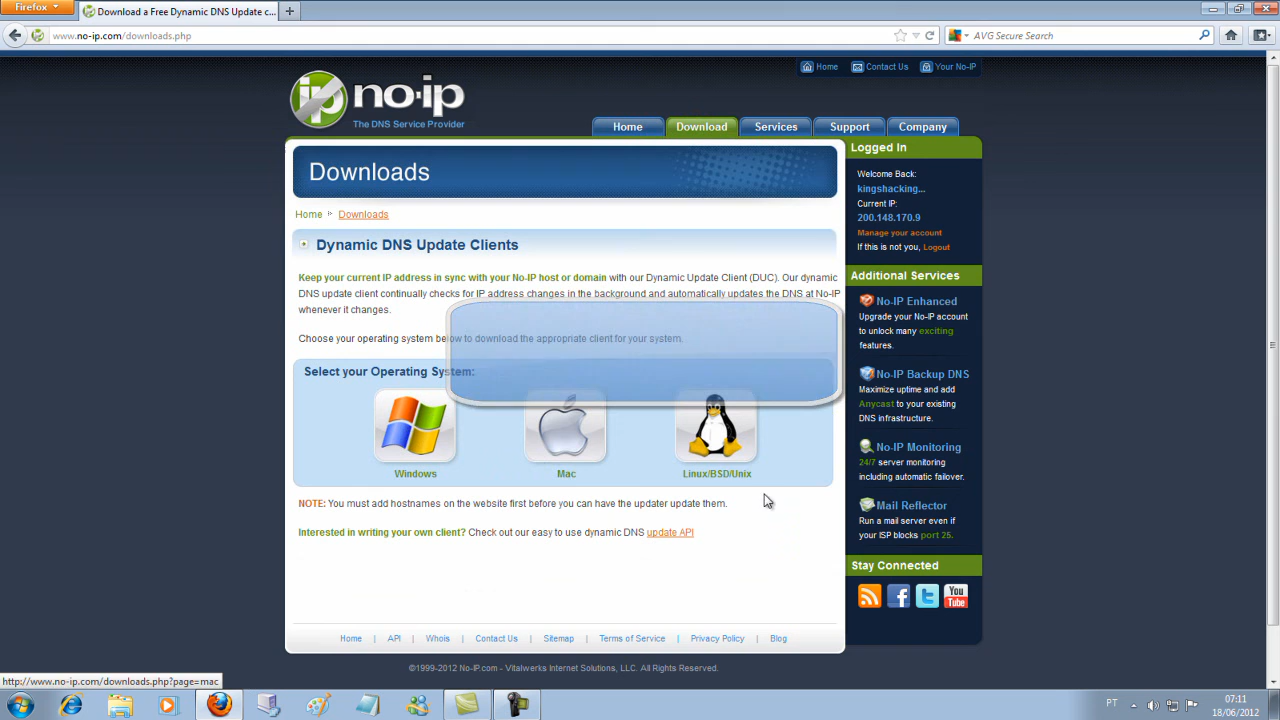 Firefox
Download a Free Dynamic DNS Update c...
www.no-ip.com/downloads.php
AVG Secure Search
Home
Contact Us
Your No-IP
ip no-ip
The DNS Service Provider
Home
Download
Services
Support
Company
Downloads
Home
Downloads
Dynamic DNS Update Clients
Keep your current IP address in sync with your No-IP host or domain with our Dynamic Update Client (DUC). Our dynamic
DNS update client continually checks for IP address changes in the background and automatically updates the DNS at No-IP
whenever it changes.
Choose your operating system below to download the appropriate client for your system.
Select your Operating System:
Windows
Mac
Linux/BSD/Unix
NOTE: You must add hostnames on the website first before you can have the updater update them.
Interested in writing your own client? Check out our easy to use dynamic DNS update API
Logged In
Welcome Back:
kingshacking...
Current IP:
200.148.170.9
Manage your account
If this is not you, Logout
Additional Services
No-IP Enhanced
Upgrade your No-IP account
to unlock many exciting
features.
No-IP Backup DNS
Maximize uptime and add
Anycast to your existing
DNS infrastructure.
No-IP Monitoring
24/7 server monitoring
including automatic failover.
Mail Reflector
Run a mail server even if
your ISP blocks port 25.
Stay Connected
You
Tube
Home | API | Whois | Contact Us | Sitemap | Terms of Service | Privacy Policy | Blog
©1999-2012 No-IP.com - Vitalwerks Internet Solutions, LLC. All Rights Reserved.
http://www.no-ip.com/downloads.php?page=mac
PT
07:11
18/06/2012